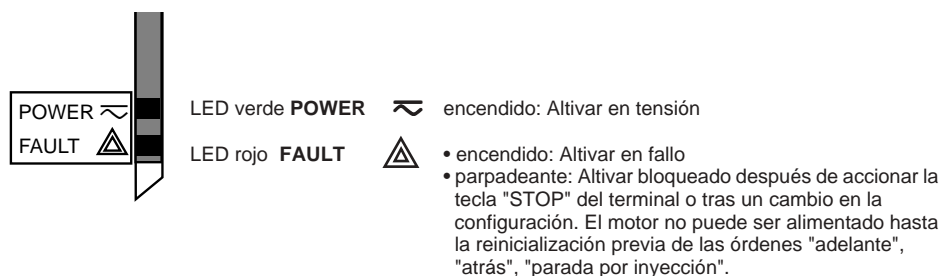 POWER
FAULT
LED verde POWER encendido: Altivar en tensión
LED rojo FAULT • encendido: Altivar en fallo
• parpadeante: Altivar bloqueado después de accionar la
tecla "STOP" del terminal o tras un cambio en la
configuración. El motor no puede ser alimentado hasta
la reinicialización previa de las órdenes "adelante",
"atrás", "parada por inyección".